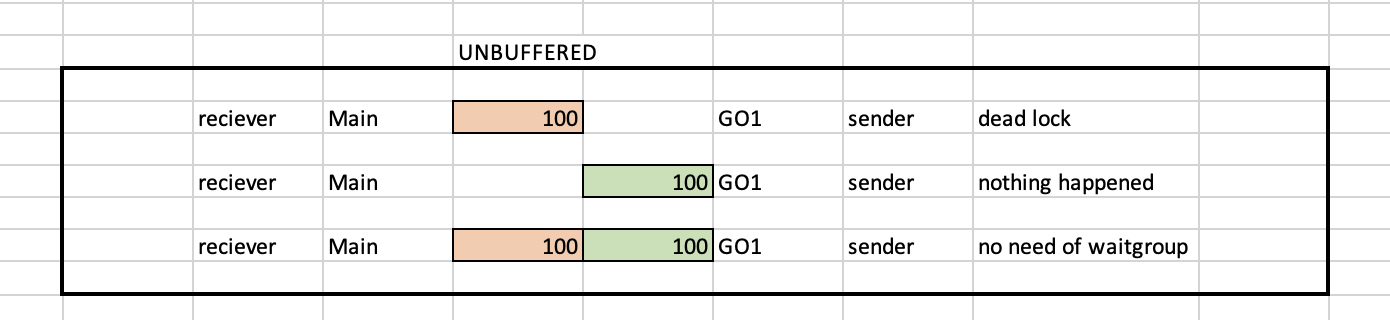 UNBUFFERED
reciever Main 100 GO1 sender dead lock
reciever Main 100 GO1 sender nothing happened
reciever Main 100 100 GO1 sender no need of waitgroup